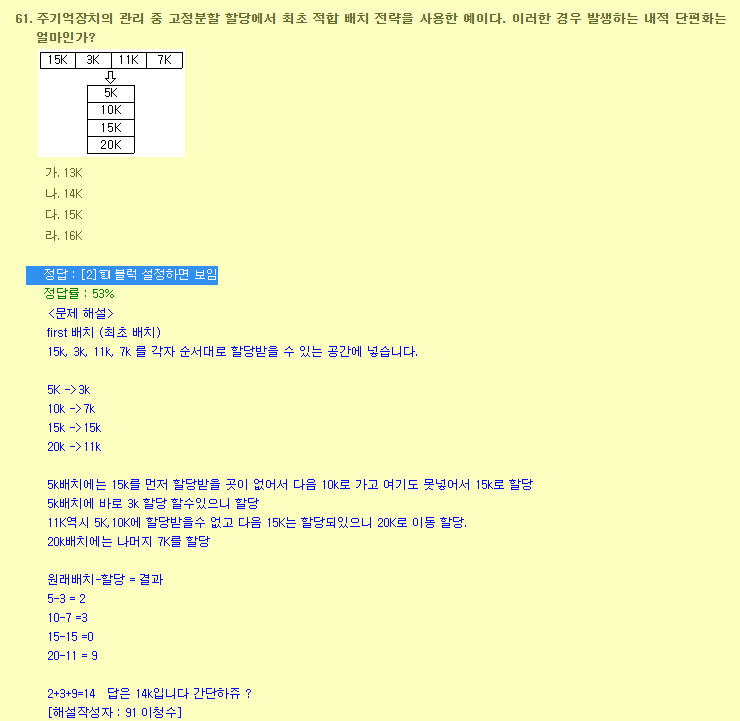 61. 주기억장치의 관리 중 고정분할 할당에서 최초 적합 배치 전략을 사용한 예이다. 이러한 경우 발생하는 내적 단편화는
얼마인가?
15K 3K 11K 7K
5K
10K
15K
20K
가. 13K
나. 14K
다. 15K
라. 16K
정답 : [2]☜ 블럭 설정하면 보임
정답률 : 53%
<문제 해설>
first 배치 (최초 배치)
15k, 3k, 11k, 7k 를 각자 순서대로 할당받을 수 있는 공간에 넣습니다.
5K ->3k
10k ->7k
15k ->15k
20k ->11k
5k배치에는 15k를 먼저 할당받을 곳이 없어서 다음 10k로 가고 여기도 못넣어서 15k로 할당
5k배치에 바로 3k 할당 할수있으니 할당
11K역시 5K,10K에 할당받을수 없고 다음 15K는 할당되있으니 20K로 이동 할당.
20k배치에는 나머지 7K를 할당
원래배치-할당 = 결과
5-3 = 2
10-7 =3
15-15 =0
20-11 = 9
2+3+9=14 답은 14k입니다 간단하쥬 ?
[해설작성자 : 91 이청수]